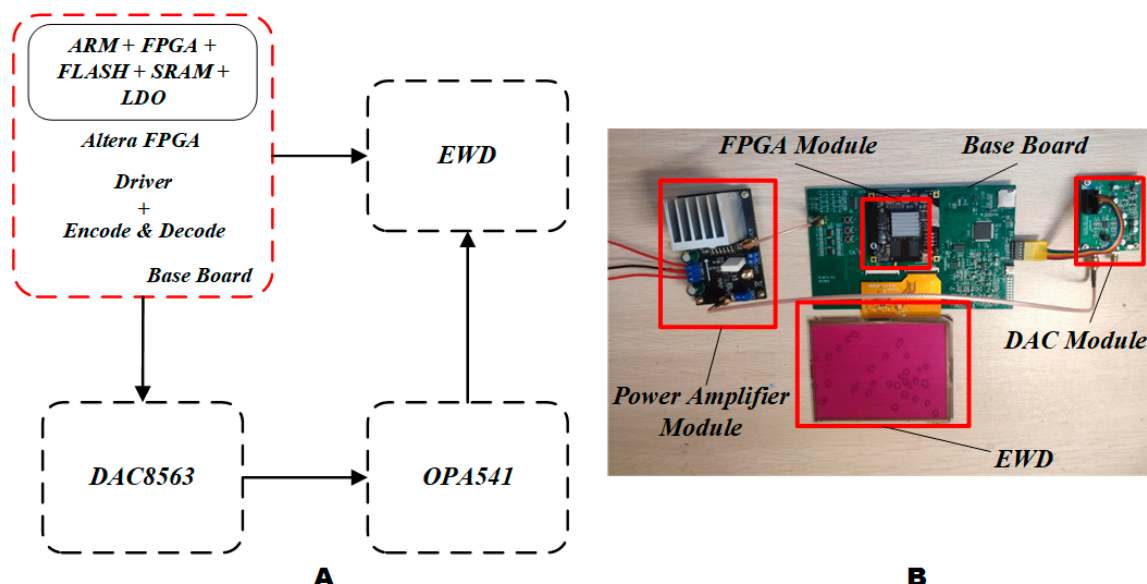 ARM + FPGA +
FLASH + SRAM +
LDO
Altera FPGA
Driver
+
Encode & Decode
Base Board
EWD
DAC8563
OPA541
A
FPGA Module
Base Board
DAC Module
Power Amplifier
Module
EWD
B